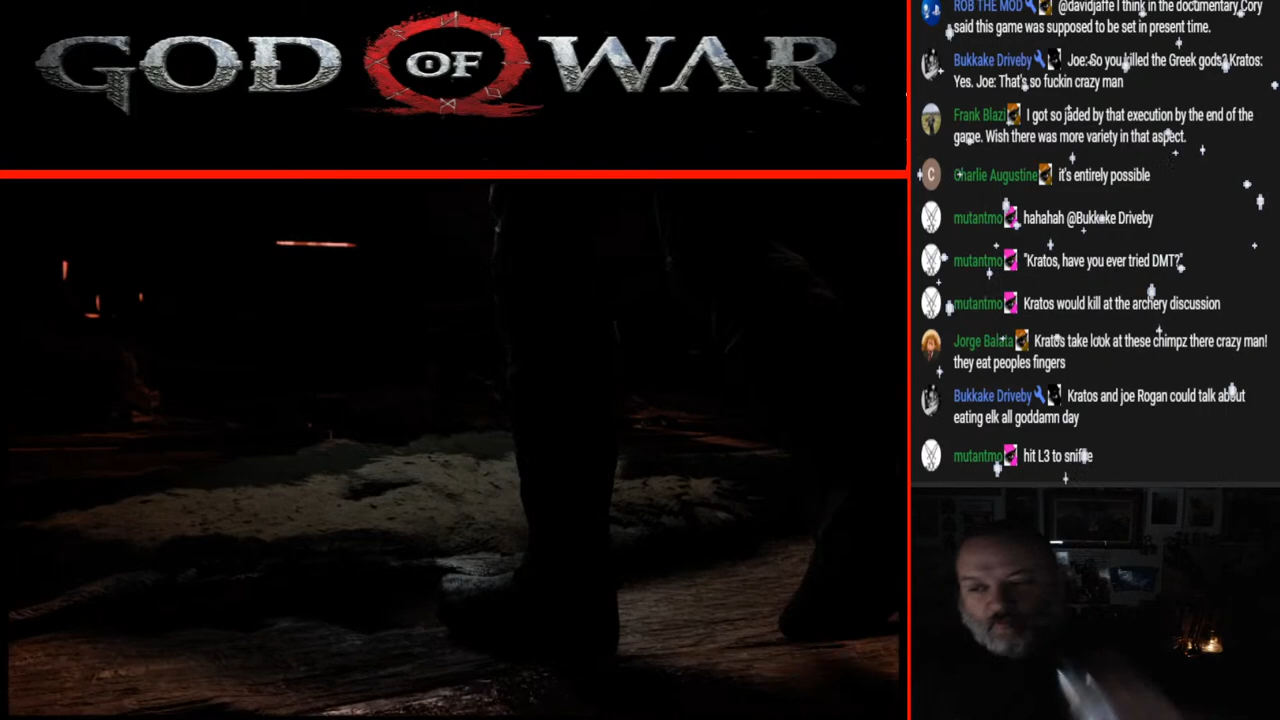 GOD OF WAR
ROB THE MOD @davidjaffe I think in the documentary Cory
said this game was supposed to be set in present time.
Bukkake Driveby Joe: So you killed the Greek gods? Kratos:
Yes. Joe: That's so fuckin crazy man
Frank Blazi I got so jaded by that execution by the end of the
game. Wish there was more variety in that aspect.
C
Charlie Augustine it's entirely possible
mutantmo hahahah @Bukkake Driveby
mutantmo "Kratos, have you ever tried DMT?"
mutantmo Kratos would kill at the archery discussion
Jorge Balata Kratos take look at these chimpz there crazy man!
they eat peoples fingers
Bukkake Driveby Kratos and joe Rogan could talk about
eating elk all goddamn day
mutantmo hit L3 to sniffle